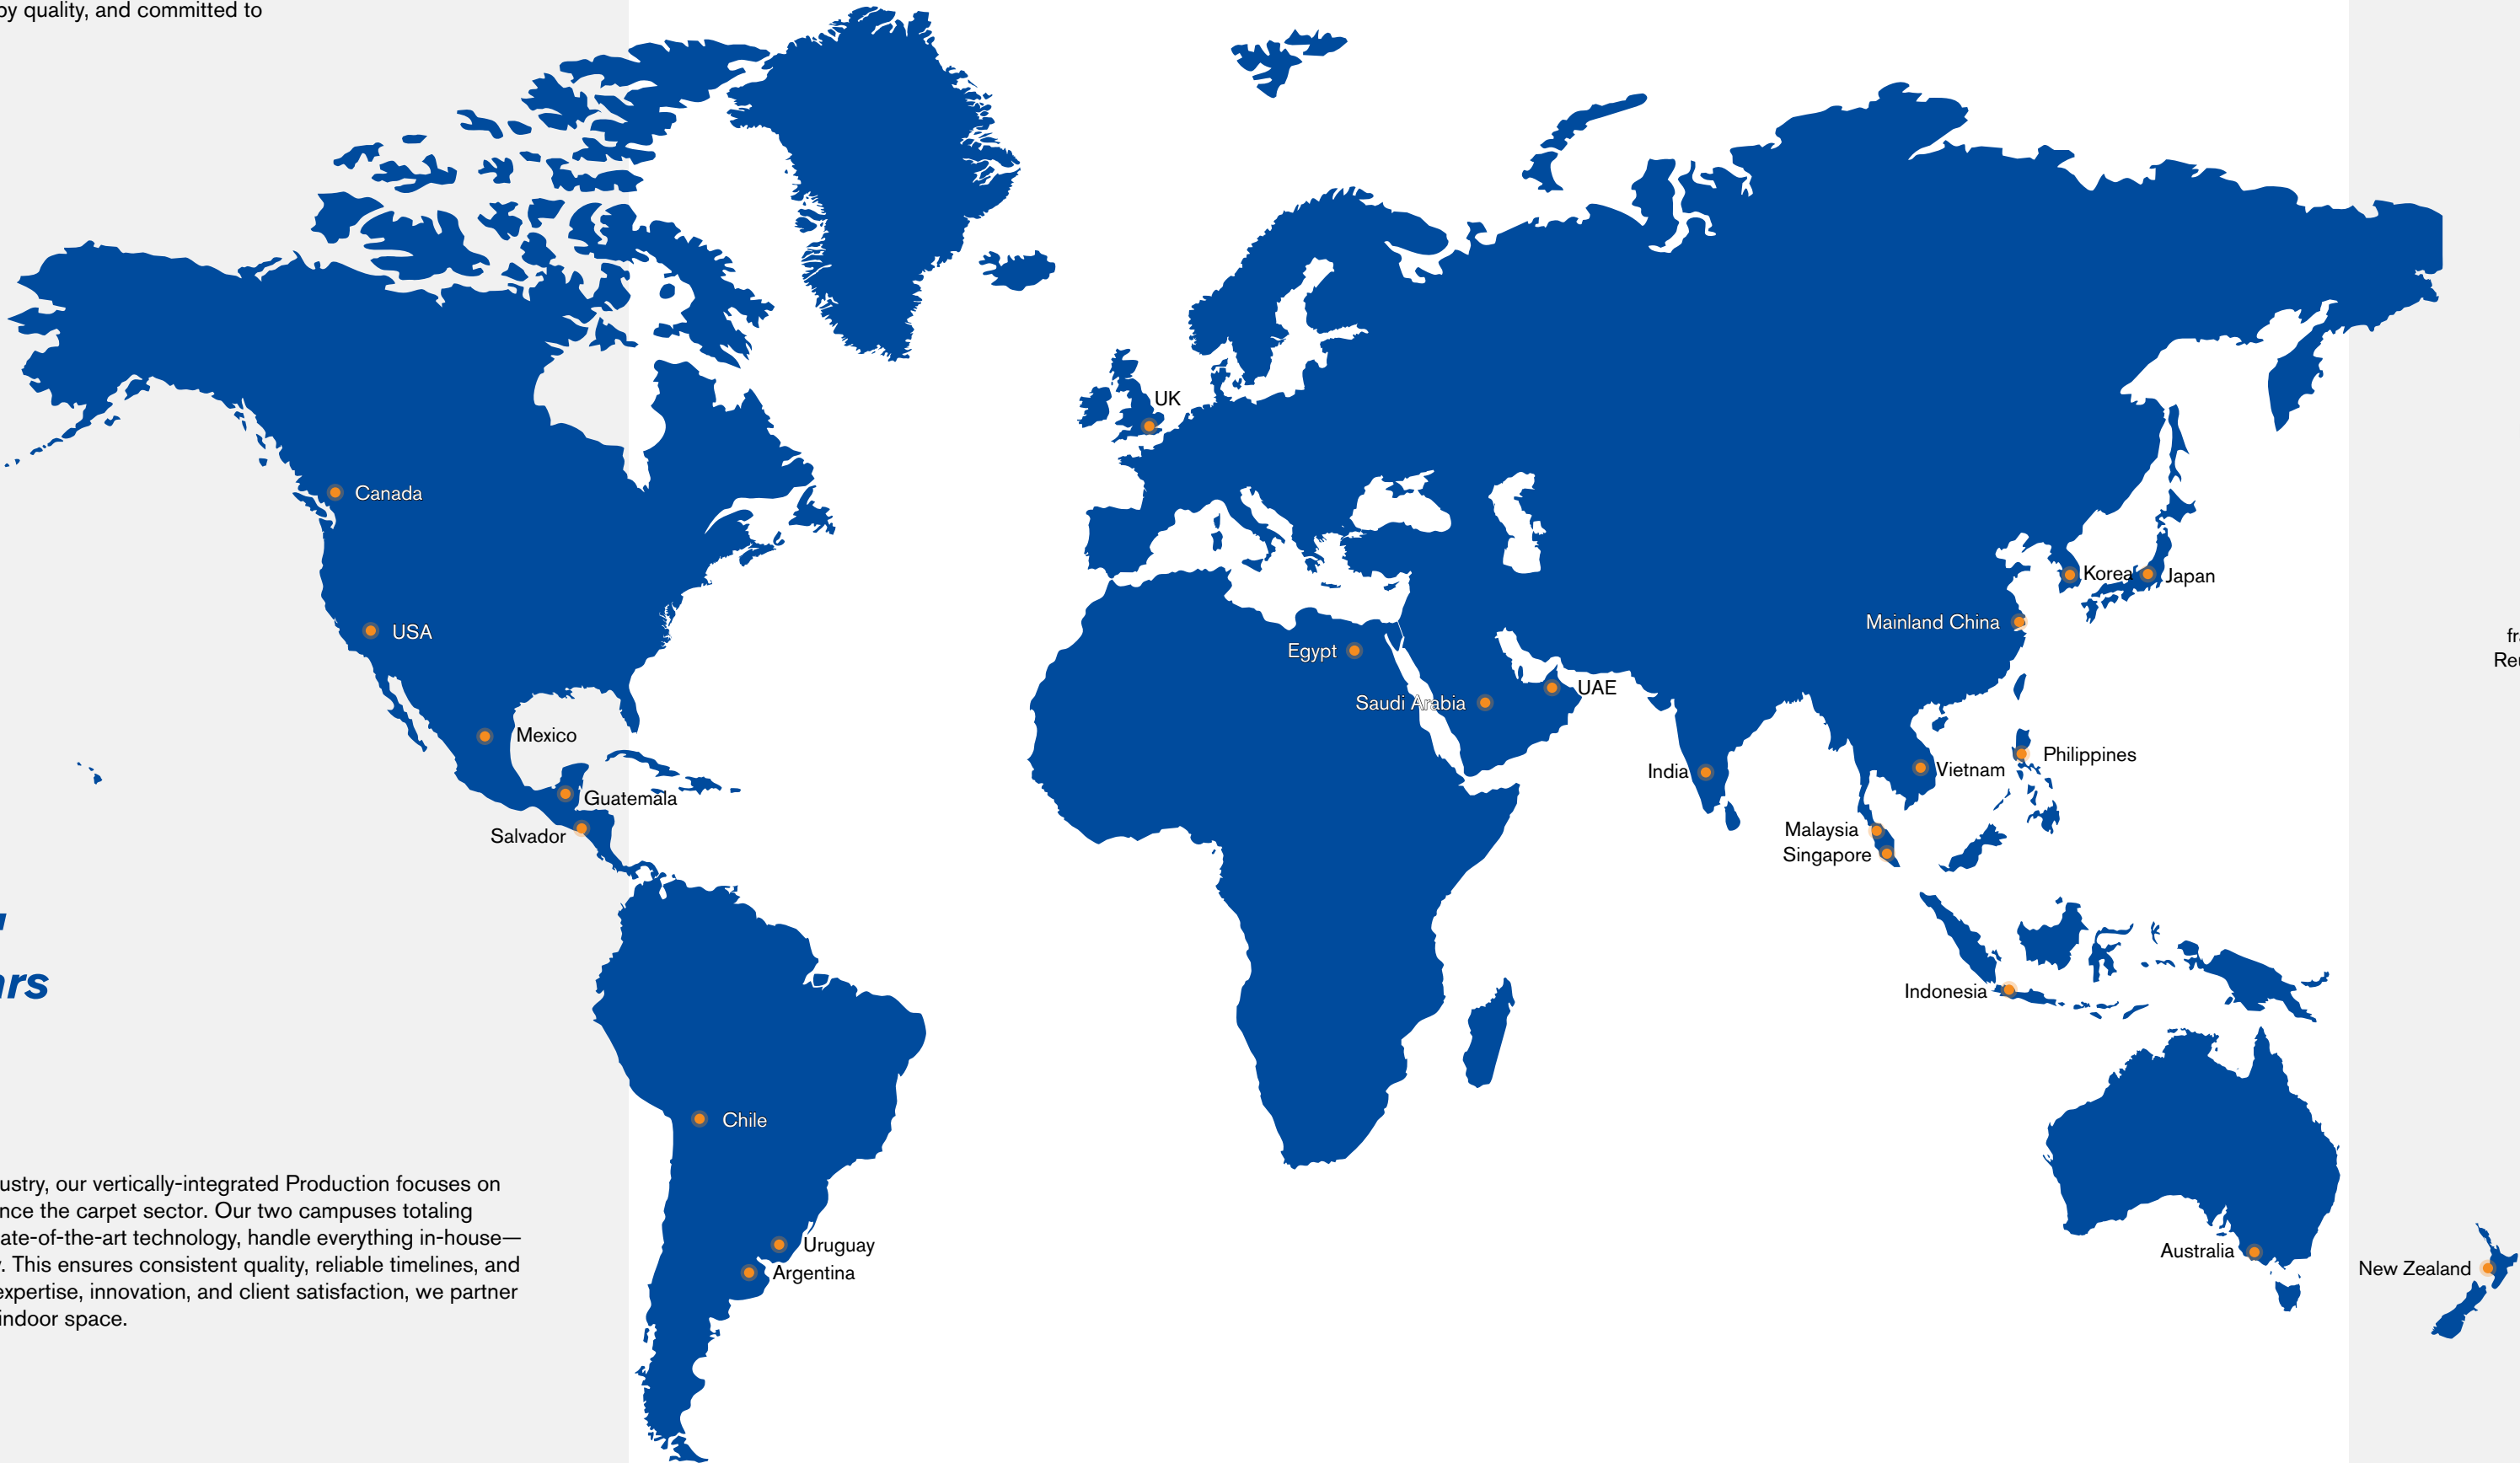 by quality, and committed to
UK
Canada
Korea
Japan
Mainland China
USA
Egypt
UAE
Saudi Arabia
Mexico
Philippines
India
Vietnam
Guatemala
Malaysia
Salvador
Singapore
Indonesia
Chile
ustry, our vertically-integrated Production focuses on
nce the carpet sector. Our two campuses totaling
ate-of-the-art technology, handle everything in-house—
. This ensures consistent quality, reliable timelines, and
expertise, innovation, and client satisfaction, we partner
indoor space.
Uruguay
Argentina
Australia
New Zealand